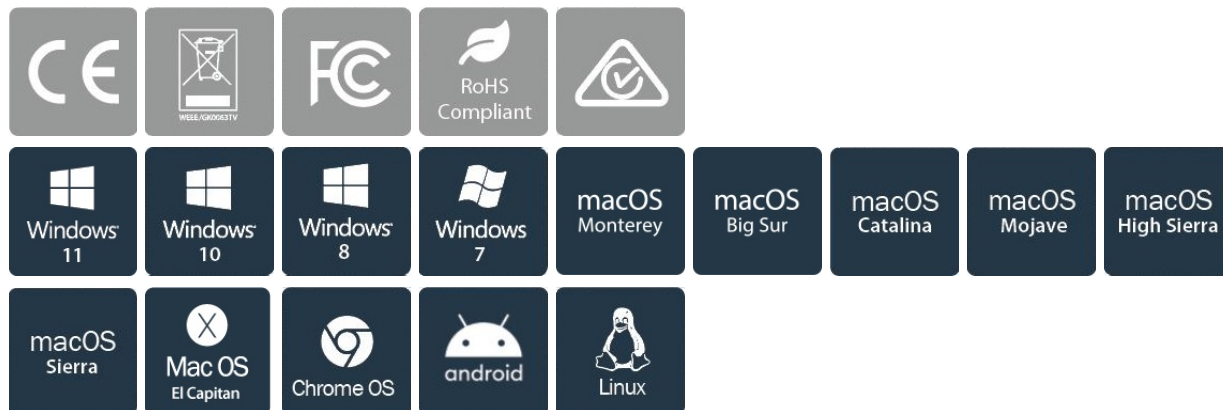 CE
WEEE/GK0063TV
FC
RoHS
Compliant
Windows
11
Windows
10
Windows
8
Windows
7
macOS
Monterey
macOS
Big Sur
macOS
Catalina
macOS
Mojave
macOS
High Sierra
macOS
Sierra
X
Mac OS
El Capitan
Chrome OS
android
Linux